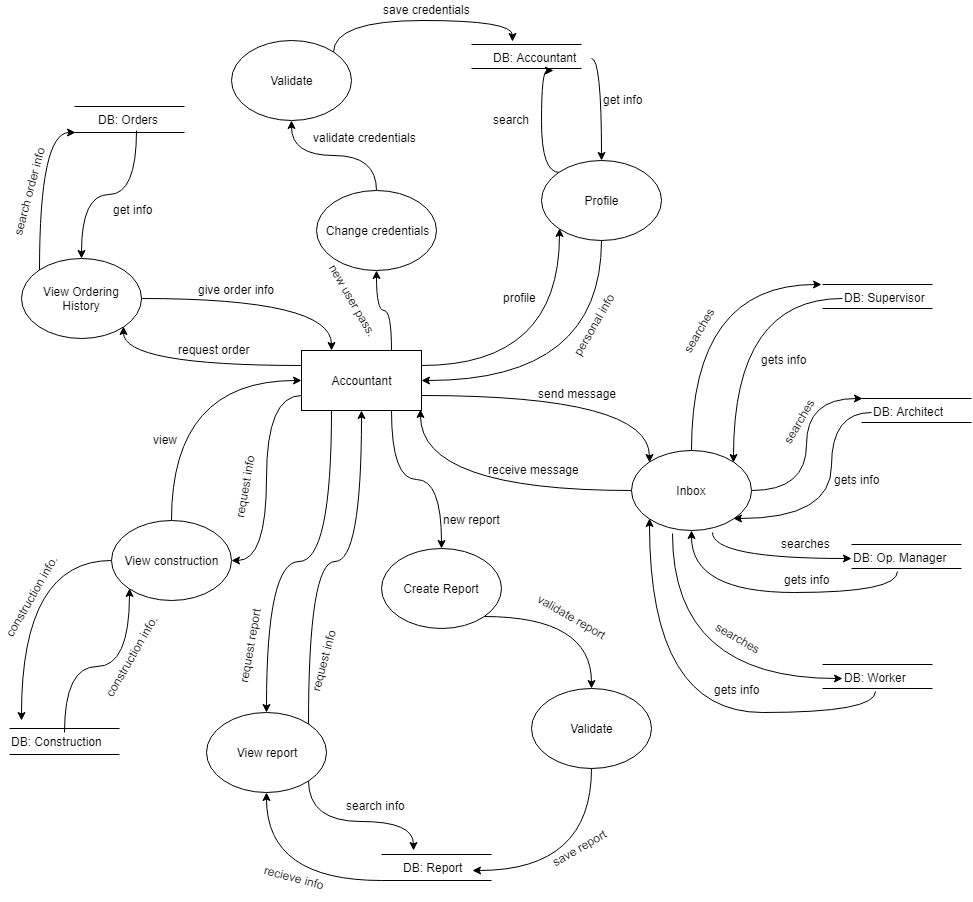 save credentials
DB: Accountant
Validate
get info
search
DB: Orders
validate credentials
search order info
get info
Profile
Change credentials
new user pass.
View Ordering
History
give order info
profile
personal info
searches
DB: Supervisor
request order
gets info
Accountant
send message
searches
DB: Architect
view
request info
receive message
gets info
Inbox
new report
searches
DB: Op. Manager
gets info
View construction
construction info.
construction info.
Create Report
validate report
searches
request report
request info
DB: Worker
gets info
DB: Construction
View report
Validate
search info
save report
DB: Report
recieve info